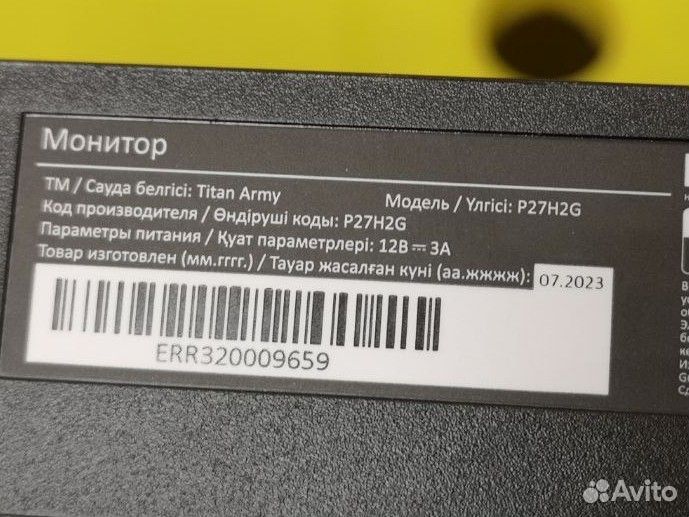 Монитор
ТМ / Сауда белгісі: Titan Army Модель / Үлгісі: P27H2G
Код производителя / Өндіруші коды: P27H2G
Параметры питания / Қуат параметрлері: 12В ⎓ 3А
Товар изготовлен (мм.гггг.) / Тауар жасалған күні (аа.жжжж): 07.2023
ERR320009659
Avito